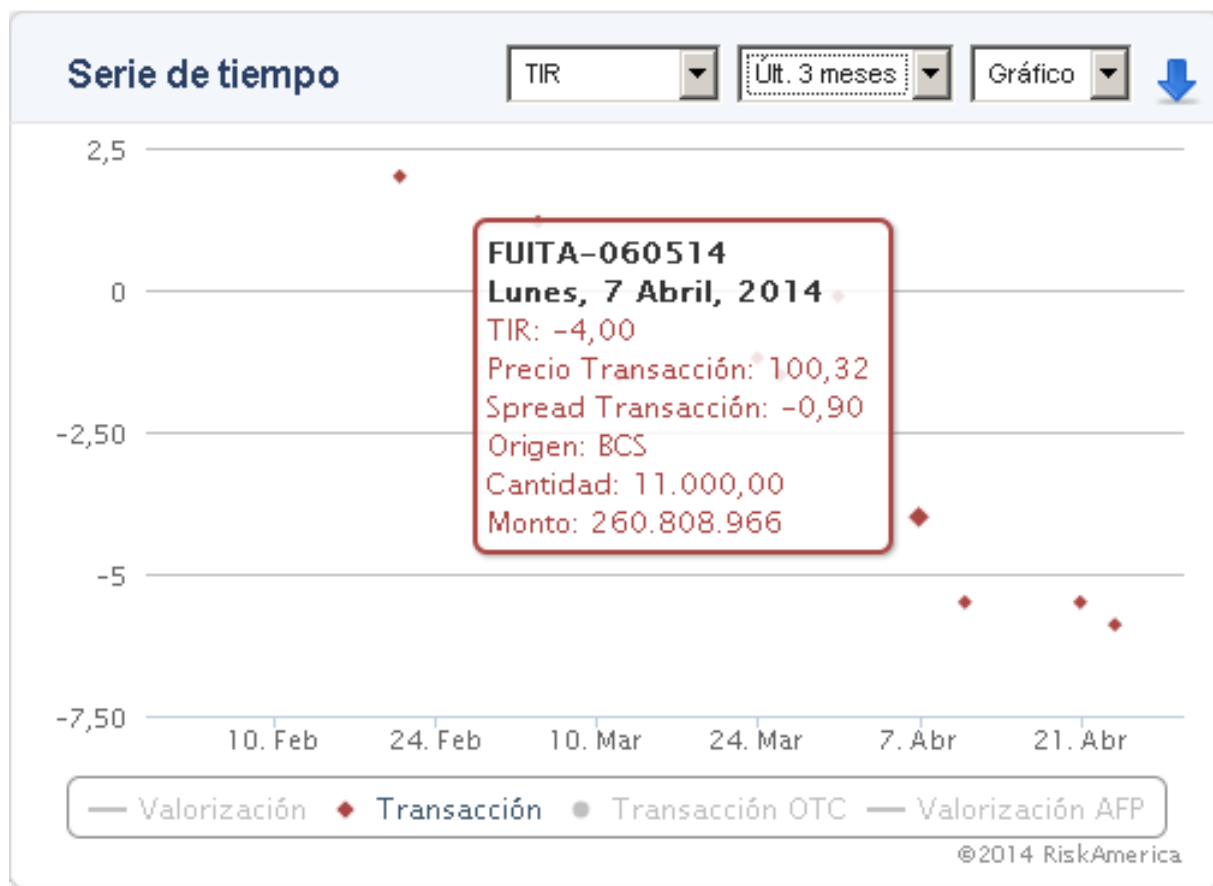 Serie de tiempo TIR Últ. 3 meses Gráfico
2,5
0
-2,50
-5
-7,50
FUITA-060514
Lunes, 7 Abril, 2014
TIR: -4,00
Precio Transacción: 100,32
Spread Transacción: -0,90
Origen: BCS
Cantidad: 11.000,00
Monto: 260.808.966
10. Feb 24. Feb 10. Mar 24. Mar 7. Abr 21. Abr
Valorización Transacción Transacción OTC Valorización AFP
©2014 RiskAmerica